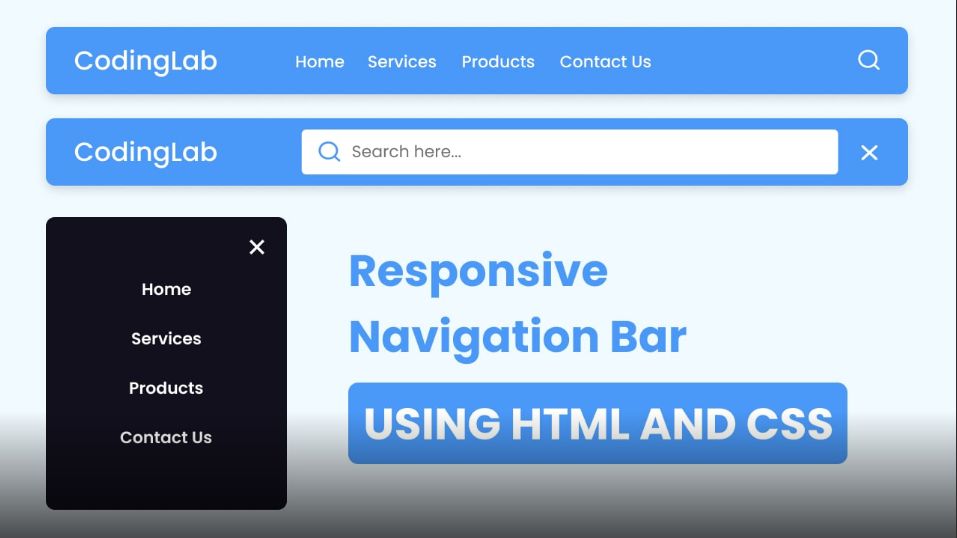 CodingLab Home Services Products Contact Us
CodingLab Search here...
Home
Services
Products
Contact Us
Responsive
Navigation Bar
USING HTML AND CSS